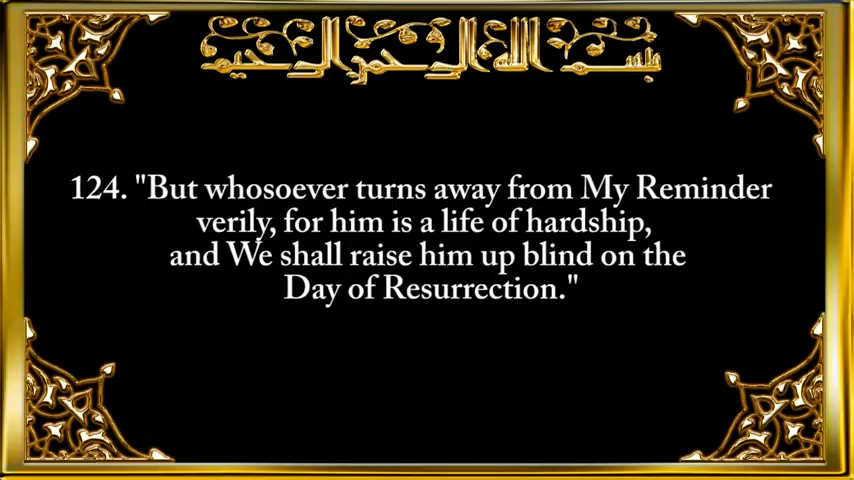 بسم الله الرحمن الرحيم
124. "But whosoever turns away from My Reminder
verily, for him is a life of hardship,
and We shall raise him up blind on the
Day of Resurrection."